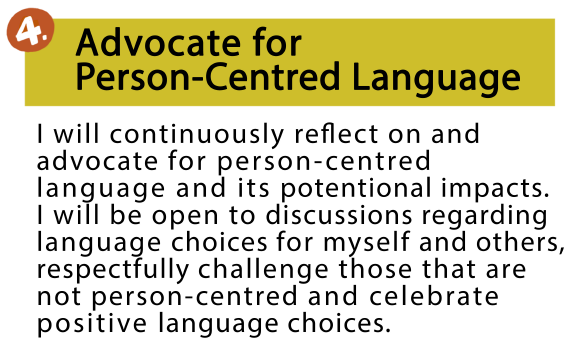 4.
Advocate for
Person-Centred Language
I will continuously reflect on and
advocate for person-centred
language and its potentional impacts.
I will be open to discussions regarding
language choices for myself and others,
respectfully challenge those that are
not person-centred and celebrate
positive language choices.